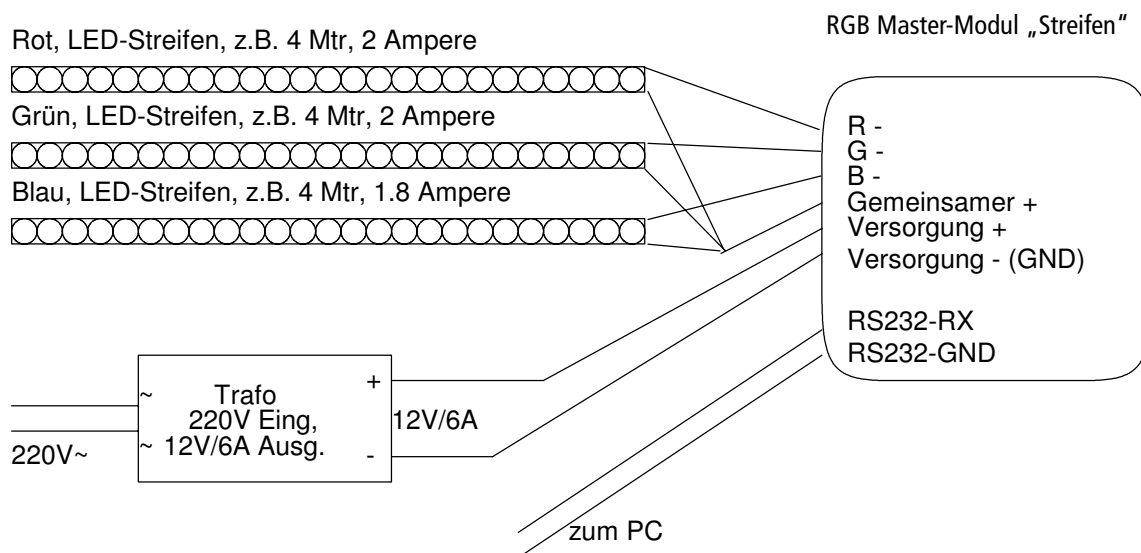 RGB Master-Modul „Streifen“
Rot, LED-Streifen, z.B. 4 Mtr, 2 Ampere
Grün, LED-Streifen, z.B. 4 Mtr, 2 Ampere
Blau, LED-Streifen, z.B. 4 Mtr, 1.8 Ampere
R -
G -
B -
Gemeinsamer +
Versorgung +
Versorgung - (GND)
RS232-RX
RS232-GND
~ Trafo +
220V Eing,
~ 12V/6A Ausg. -
12V/6A
220V~
zum PC